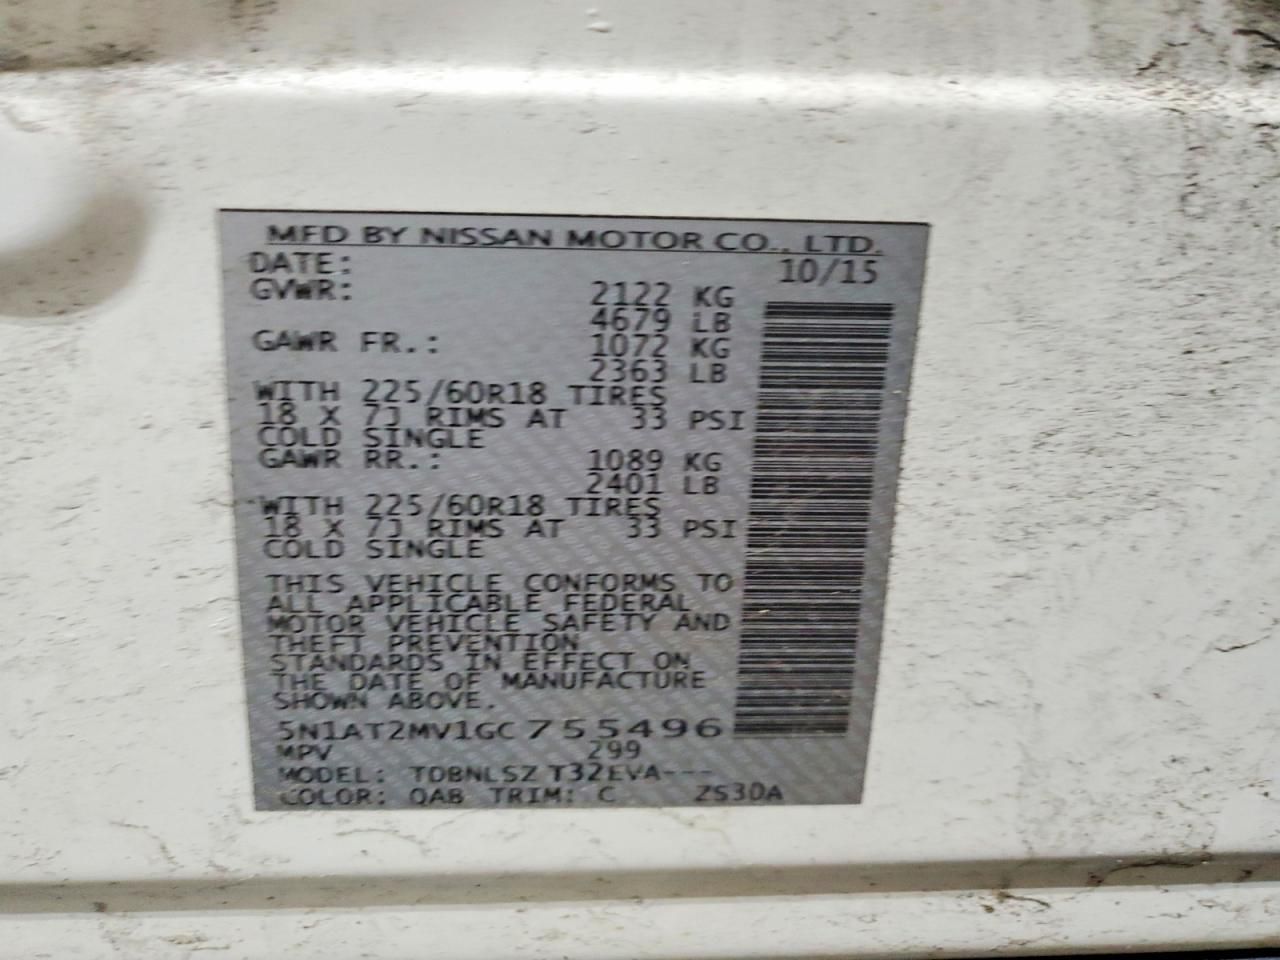 MFD BY NISSAN MOTOR CO., LTD.
DATE: 10/15
GVWR: 2122 KG
4679 LB
GAWR FR.: 1072 KG
2363 LB
WITH 225/60R18 TIRES
18 X 7J RIMS AT 33 PSI
COLD SINGLE
GAWR RR.: 1089 KG
2401 LB
WITH 225/60R18 TIRES
18 X 7J RIMS AT 33 PSI
COLD SINGLE
THIS VEHICLE CONFORMS TO
ALL APPLICABLE FEDERAL
MOTOR VEHICLE SAFETY AND
THEFT PREVENTION
STANDARDS IN EFFECT ON
THE DATE OF MANUFACTURE
SHOWN ABOVE.
5N1AT2MV1GC755496
MPV 299
MODEL: TDBNLSZ T32EVA---
COLOR: QAB TRIM: C ZS30A